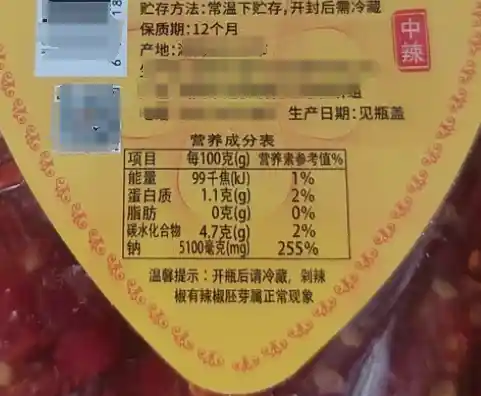 贮存方法:常温下贮存,开封后需冷藏
保质期:12个月
中辣
产地:
生产日期:见瓶盖
营养成分表
项目 每100克(g) 营养素参考值%
能量 99千焦(kJ) 1%
蛋白质 1.1克(g) 2%
脂肪 0克(g) 0%
碳水化合物 4.7克(g) 2%
钠 5100毫克(mg) 255%
温馨提示:开瓶后请冷藏,剁辣
椒有辣椒胚芽属正常现象